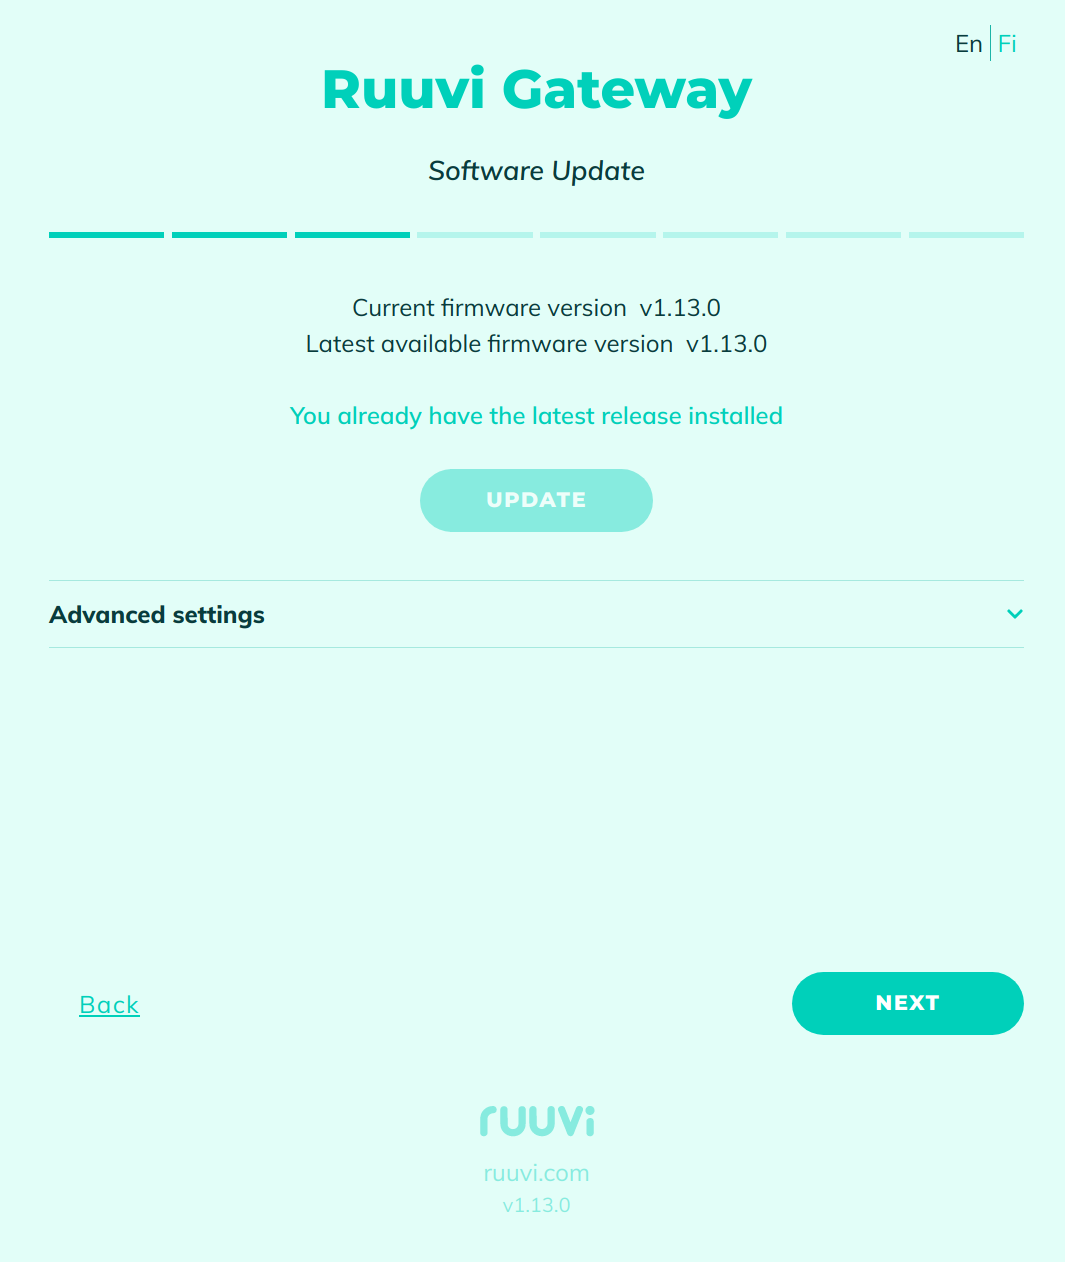 En Fi
Ruuvi Gateway
Software Update
Current firmware version v1.13.0
Latest available firmware version v1.13.0
You already have the latest release installed
UPDATE
Advanced settings
Back
NEXT
ruuvi
ruuvi.com
v1.13.0